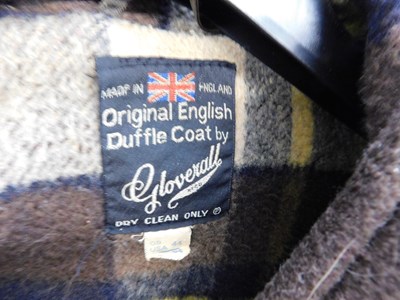 MADE IN ENGLAND
Original English
Duffle Coat by
Gloverall
DRY CLEAN ONLY Ⓟ